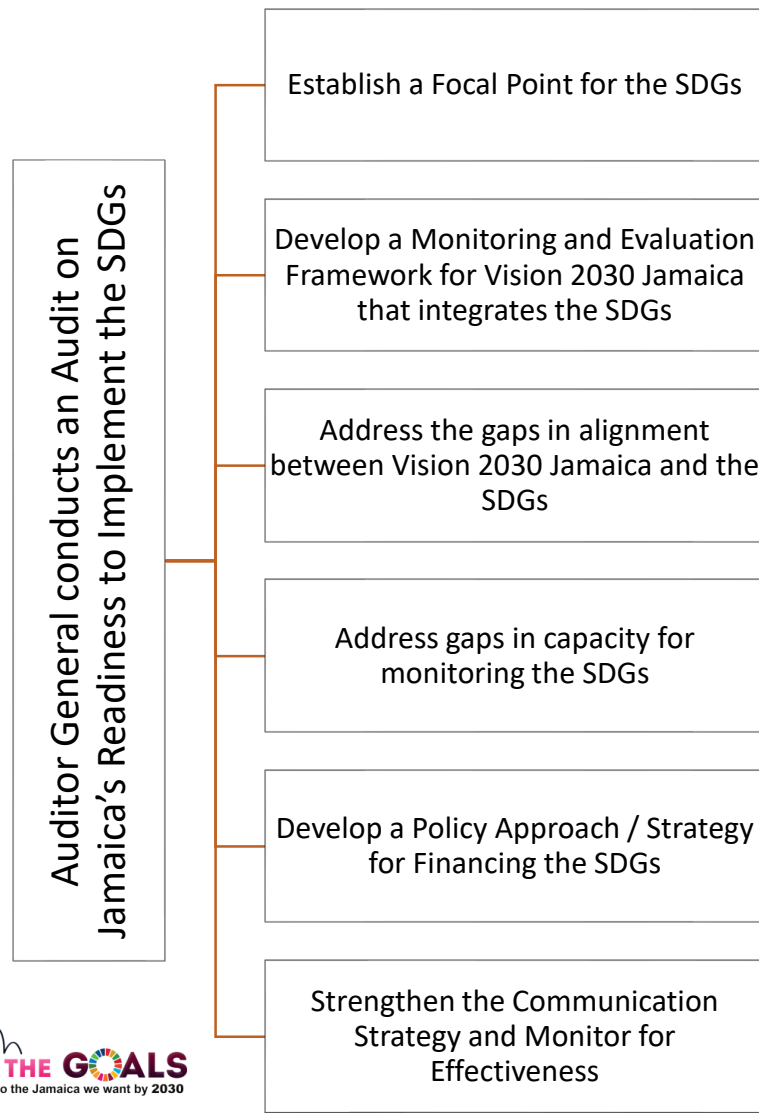 Auditor General conducts an Audit on
Jamaica's Readiness to Implement the SDGs
Establish a Focal Point for the SDGs
Develop a Monitoring and Evaluation
Framework for Vision 2030 Jamaica
that integrates the SDGs
Address the gaps in alignment
between Vision 2030 Jamaica and the
SDGs
Address gaps in capacity for
monitoring the SDGs
Develop a Policy Approach / Strategy
for Financing the SDGs
Strengthen the Communication
Strategy and Monitor for
Effectiveness
THE GOALS
o the Jamaica we want by 2030